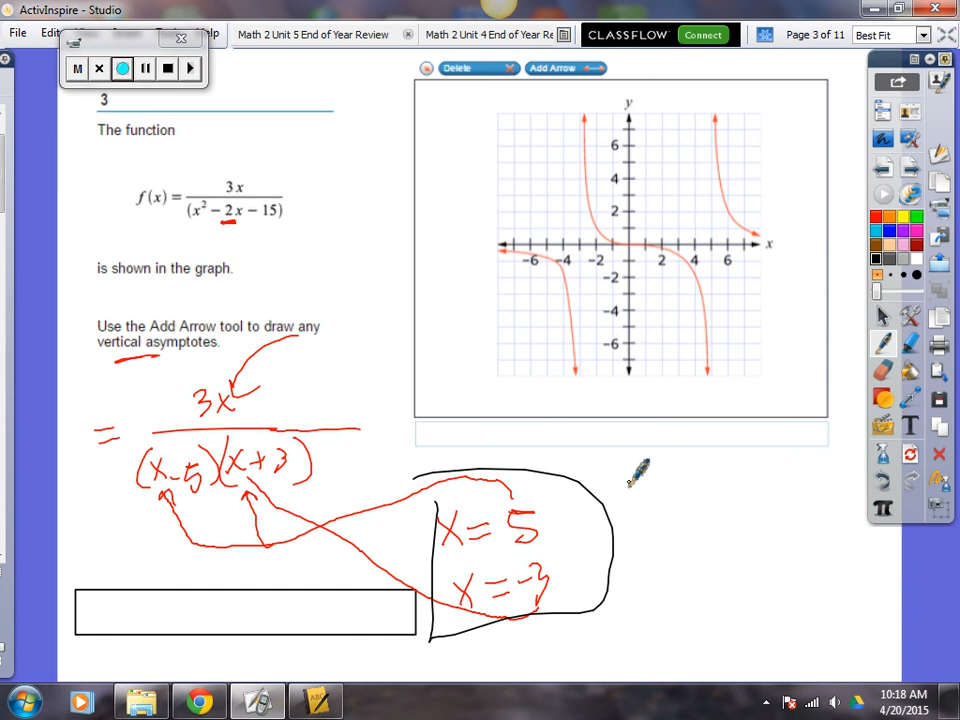 ActivInspire - Studio
File
Help
Math 2 Unit 5 End of Year Review
Math 2 Unit 4 End of Year Re
CLASSFLOW
Connect
Page 3 of 11
Best Fit
M
Delete
Add Arrow
3
The function
f(x) = 3x / (x² − 2x − 15)
is shown in the graph.
Use the Add Arrow tool to draw any
vertical asymptotes.
y
6
4
2
x
−6 −4 −2 2 4 6
−2
−4
−6
= 3x / (x-5)(x+3)
x = 5
x = -3
T
10:18 AM
4/20/2015